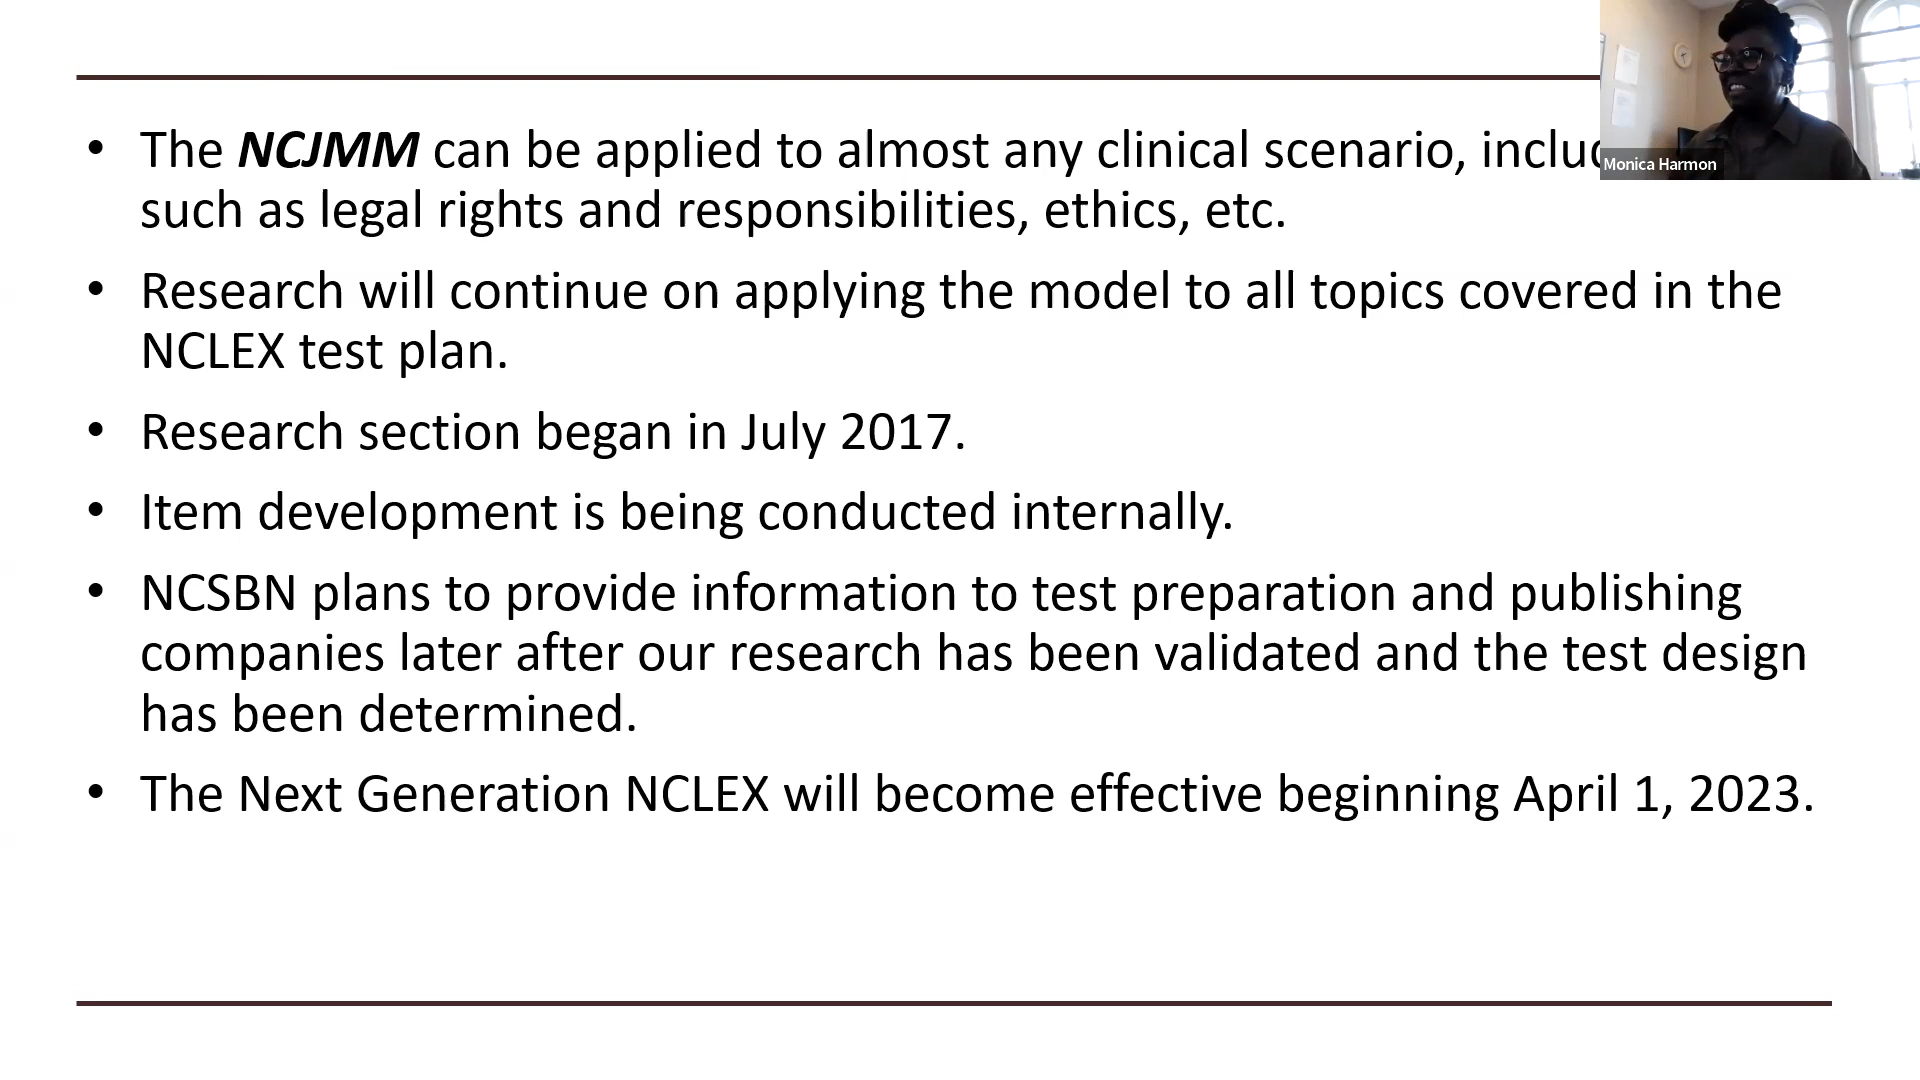 • The NCJMM can be applied to almost any clinical scenario,
such as legal rights and responsibilities, ethics, etc.
• Research will continue on applying the model to all topics covered in the
NCLEX test plan.
• Research section began in July 2017.
• Item development is being conducted internally.
• NCSBN plans to provide information to test preparation and publishing
companies later after our research has been validated and the test design
has been determined.
• The Next Generation NCLEX will become effective beginning April 1, 2023.
Monica Harmon